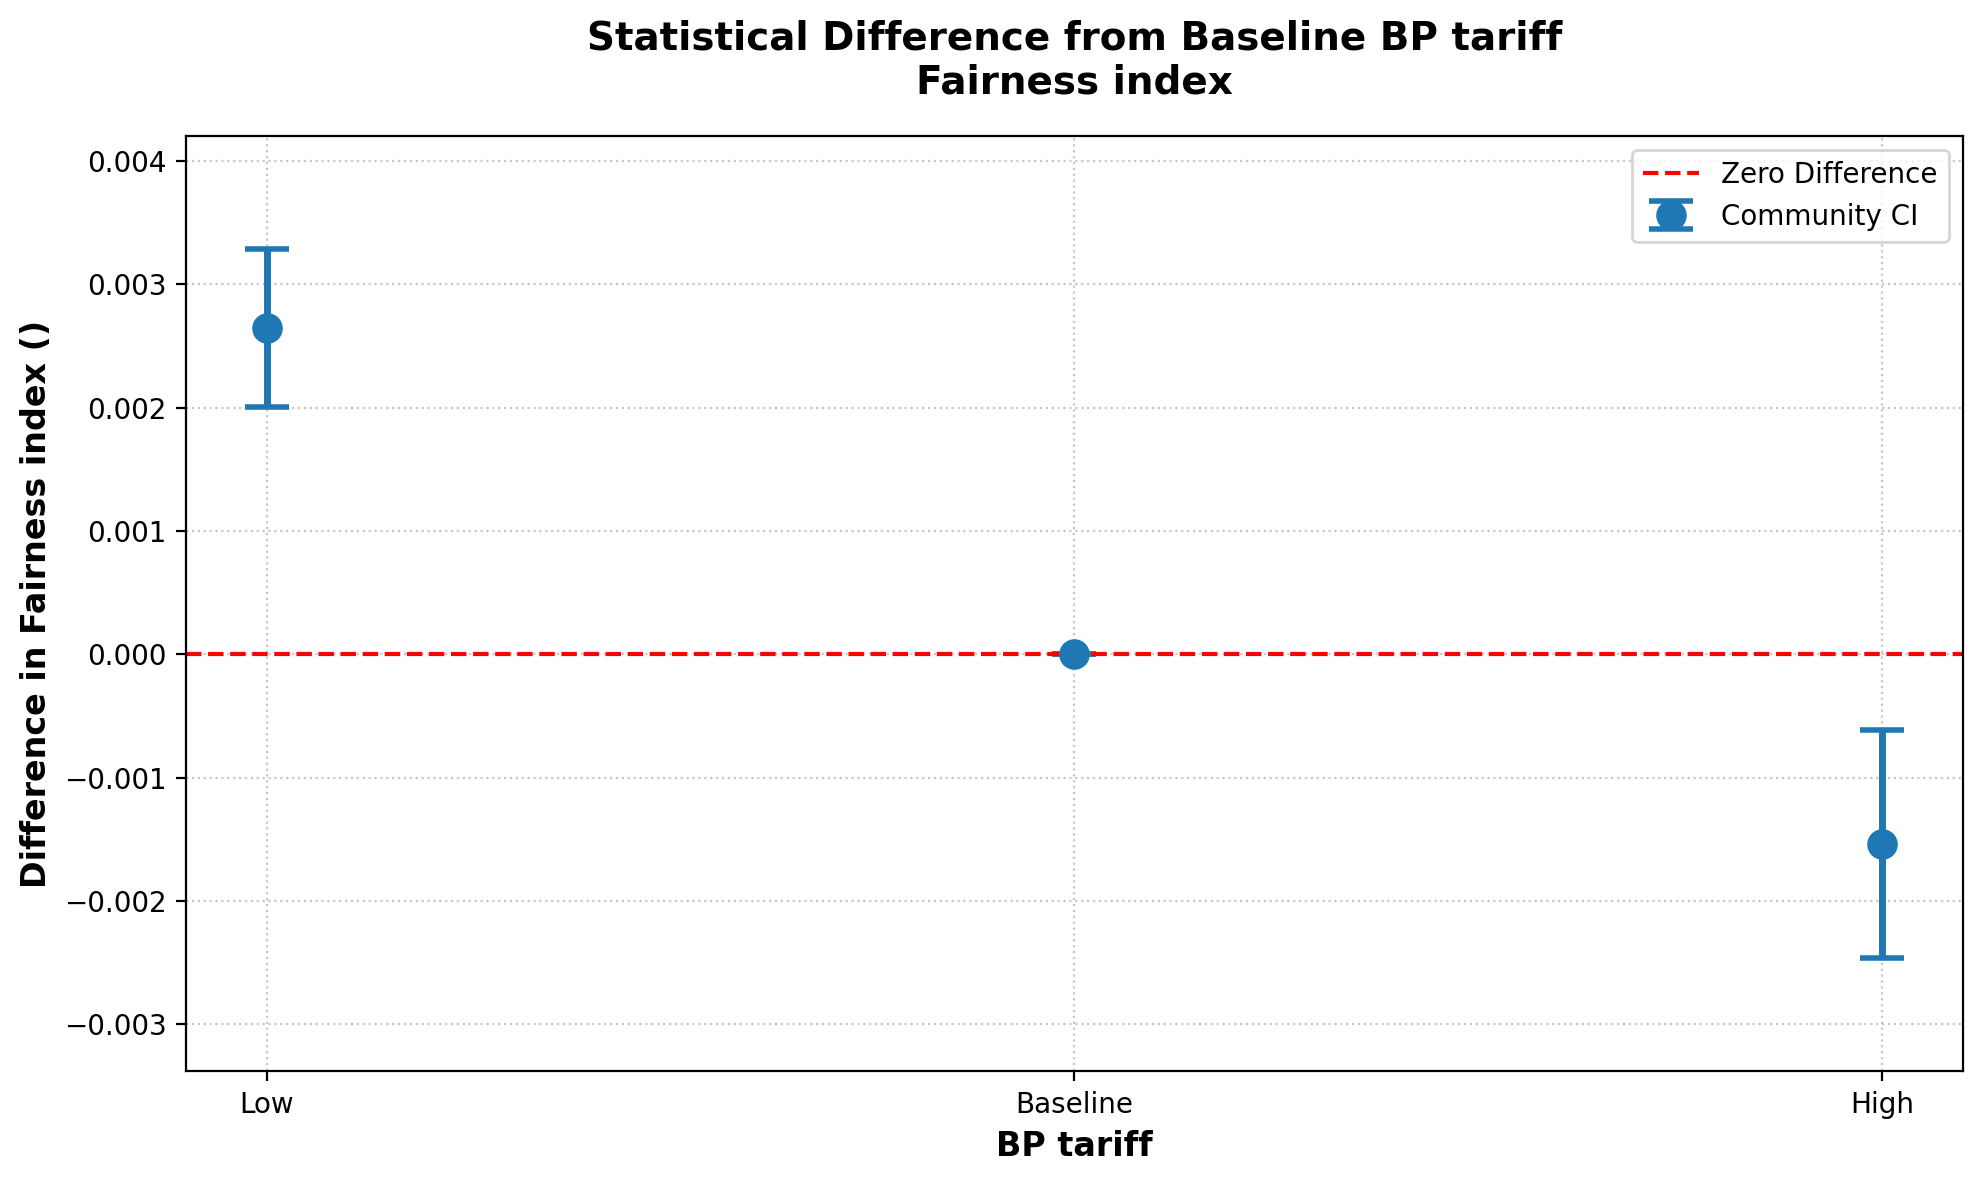 Statistical Difference from Baseline BP tariff
Fairness index
Zero Difference
Community CI
Difference in Fairness index ()
0.004
0.003
0.002
0.001
0.000
−0.001
−0.002
−0.003
Low
Baseline
High
BP tariff